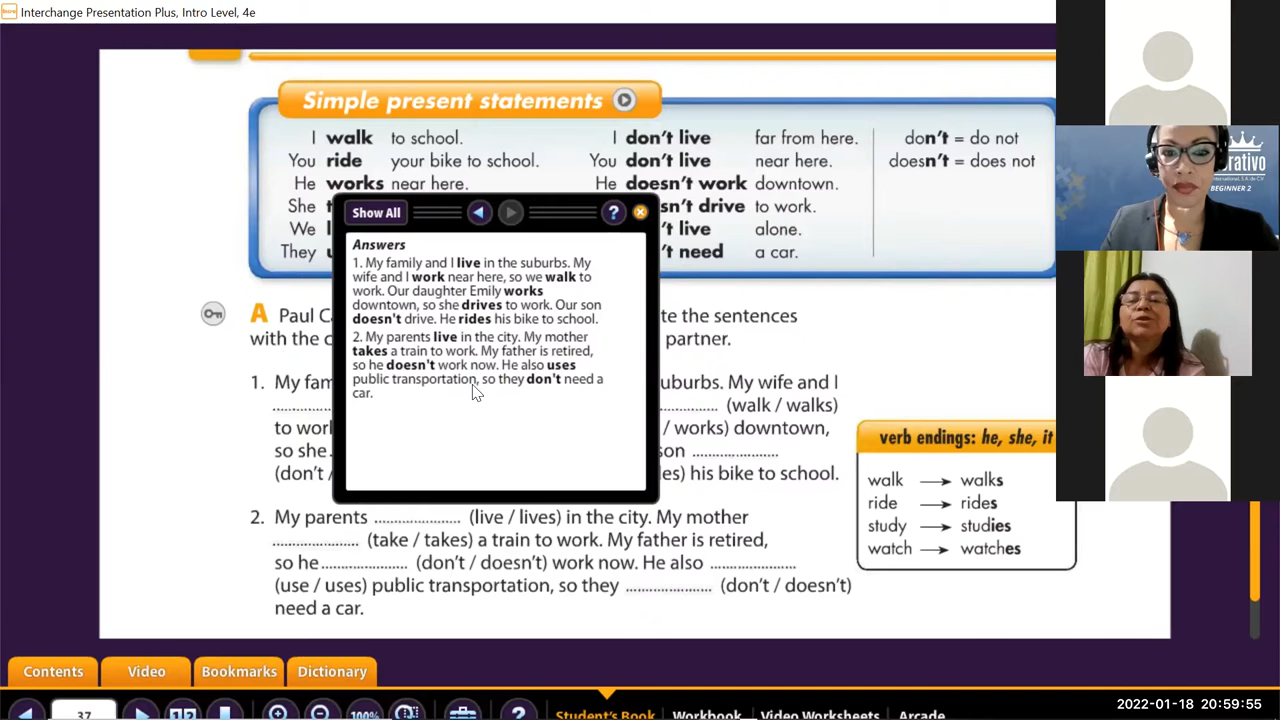 Interchange Presentation Plus, Intro Level, 4e
Simple present statements
I walk to school.
You ride your bike to school.
He works near here.
She
We
They
I don't live far from here.
You don't live near here.
He doesn't work downtown.
sn't drive to work.
't live alone.
't need a car.
don't = do not
doesn't = does not
Show All
?
Answers
1. My family and I live in the suburbs. My
wife and I work near here, so we walk to
work. Our daughter Emily works
downtown, so she drives to work. Our son
doesn't drive. He rides his bike to school.
2. My parents live in the city. My mother
takes a train to work. My father is retired,
so he doesn't work now. He also uses
public transportation, so they don't need a
car.
A Paul Ca te the sentences
with the c partner.
1. My fam uburbs. My wife and I
.................... (walk / walks)
to work / works) downtown,
so she son ....................
(don't / es) his bike to school.
2. My parents .................... (live / lives) in the city. My mother
.................... (take / takes) a train to work. My father is retired,
so he .................... (don't / doesn't) work now. He also ....................
(use / uses) public transportation, so they .................... (don't / doesn't)
need a car.
verb endings: he, she, it
walk → walks
ride → rides
study → studies
watch → watches
orativo
International, S.A. de C.V.
BEGINNER 2
Contents
Video
Bookmarks
Dictionary
37
100%
?
Student's Book
Workbook
Video Worksheets
Arcade
2022-01-18 20:59:55